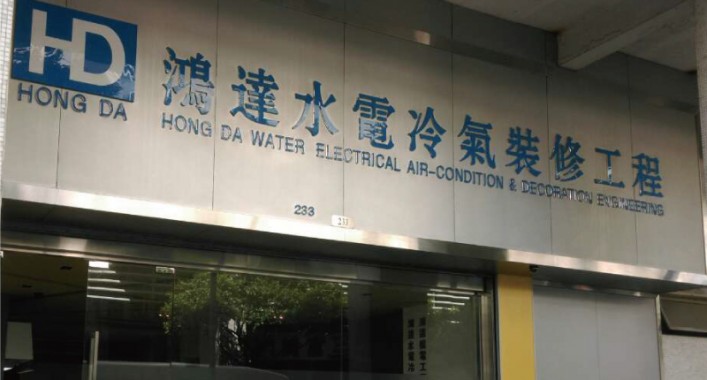 HD
HONG DA
鴻達水電冷氣裝修工程
HONG DA WATER ELECTRICAL AIR-CONDITION & DECORATION ENGINEERING
233
233